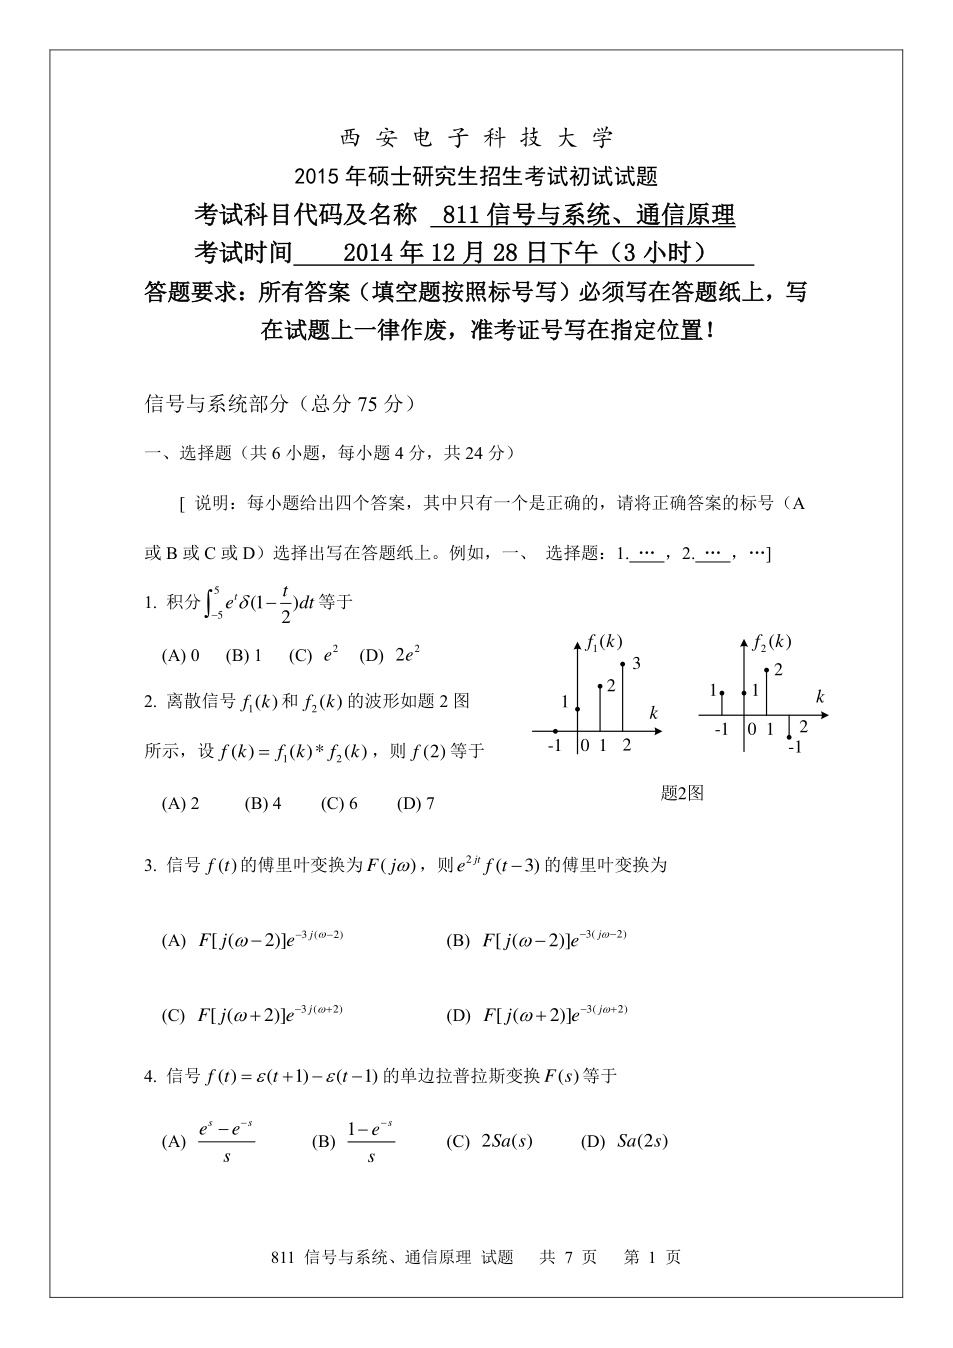 西 安 电 子 科 技 大 学
2015 年硕士研究生招生考试初试试题
考试科目代码及名称 811 信号与系统、通信原理
考试时间 2014 年 12 月 28 日下午（3 小时）
答题要求：所有答案（填空题按照标号写）必须写在答题纸上，写
在试题上一律作废，准考证号写在指定位置！
信号与系统部分（总分 75 分）
一、选择题（共 6 小题，每小题 4 分，共 24 分）
[ 说明：每小题给出四个答案，其中只有一个是正确的，请将正确答案的标号（A
或 B 或 C 或 D）选择出写在答题纸上。例如，一、 选择题：1. … ，2. … ，…]
1. 积分 ∫_{-5}^{5} e^t δ(1−t/2)dt 等于
(A) 0 (B) 1 (C) e^2 (D) 2e^2
2. 离散信号 f_1(k) 和 f_2(k) 的波形如题 2 图
所示，设 f(k) = f_1(k) * f_2(k)，则 f(2) 等于
(A) 2 (B) 4 (C) 6 (D) 7
f_1(k)
3
2
1
k
-1 0 1 2
f_2(k)
2
1 1
k
-1 0 1 2
-1
题2图
3. 信号 f(t) 的傅里叶变换为 F(jω)，则 e^{2jt} f(t−3) 的傅里叶变换为
(A) F[j(ω−2)]e^{−3j(ω−2)} (B) F[j(ω−2)]e^{−3(jω−2)}
(C) F[j(ω+2)]e^{−3j(ω+2)} (D) F[j(ω+2)]e^{−3(jω+2)}
4. 信号 f(t) = ε(t+1) − ε(t−1) 的单边拉普拉斯变换 F(s) 等于
(A) (e^s − e^{−s})/s (B) (1 − e^{−s})/s (C) 2Sa(s) (D) Sa(2s)
811 信号与系统、通信原理 试题 共 7 页 第 1 页